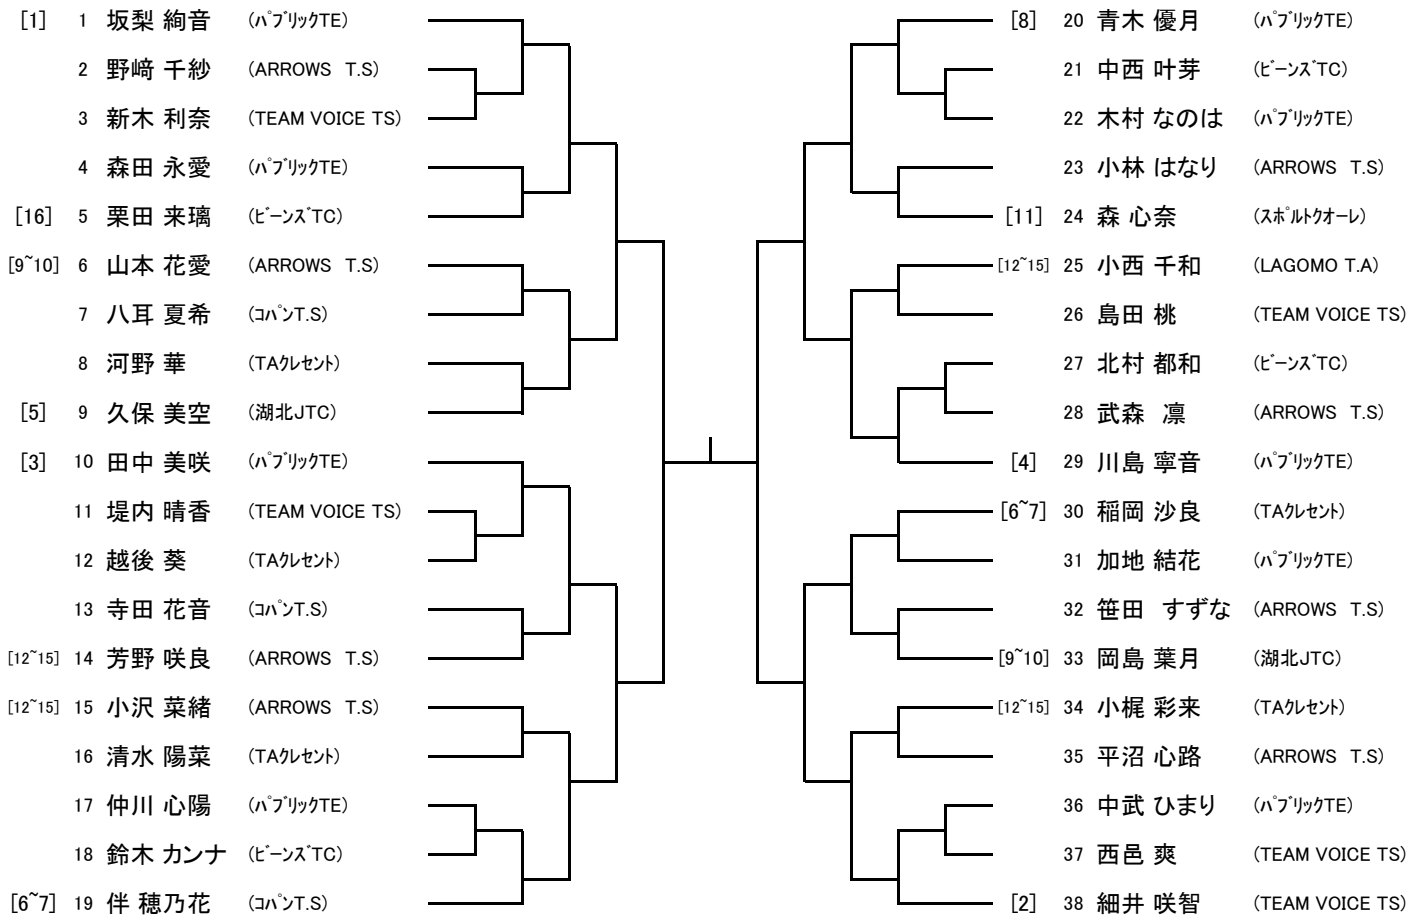 [1] 1 坂梨 絢音 (ﾊﾟﾌﾞﾘｯｸTE)
2 野﨑 千紗 (ARROWS T.S)
3 新木 利奈 (TEAM VOICE TS)
4 森田 永愛 (ﾊﾟﾌﾞﾘｯｸTE)
[16] 5 栗田 来璃 (ﾋﾞｰﾝｽﾞTC)
[9~10] 6 山本 花愛 (ARROWS T.S)
7 八耳 夏希 (ｺﾊﾟﾝT.S)
8 河野 華 (TAｸﾚｾﾝﾄ)
[5] 9 久保 美空 (湖北JTC)
[3] 10 田中 美咲 (ﾊﾟﾌﾞﾘｯｸTE)
11 堤内 晴香 (TEAM VOICE TS)
12 越後 葵 (TAｸﾚｾﾝﾄ)
13 寺田 花音 (ｺﾊﾟﾝT.S)
[12~15] 14 芳野 咲良 (ARROWS T.S)
[12~15] 15 小沢 菜緒 (ARROWS T.S)
16 清水 陽菜 (TAｸﾚｾﾝﾄ)
17 仲川 心陽 (ﾊﾟﾌﾞﾘｯｸTE)
18 鈴木 カンナ (ﾋﾞｰﾝｽﾞTC)
[6~7] 19 伴 穂乃花 (ｺﾊﾟﾝT.S)
[8] 20 青木 優月 (ﾊﾟﾌﾞﾘｯｸTE)
21 中西 叶芽 (ﾋﾞｰﾝｽﾞTC)
22 木村 なのは (ﾊﾟﾌﾞﾘｯｸTE)
23 小林 はなり (ARROWS T.S)
[11] 24 森 心奈 (ｽﾎﾟﾙﾄｸｵｰﾚ)
[12~15] 25 小西 千和 (LAGOMO T.A)
26 島田 桃 (TEAM VOICE TS)
27 北村 都和 (ﾋﾞｰﾝｽﾞTC)
28 武森 凛 (ARROWS T.S)
[4] 29 川島 寧音 (ﾊﾟﾌﾞﾘｯｸTE)
[6~7] 30 稲岡 沙良 (TAｸﾚｾﾝﾄ)
31 加地 結花 (ﾊﾟﾌﾞﾘｯｸTE)
32 笹田 すずな (ARROWS T.S)
[9~10] 33 岡島 葉月 (湖北JTC)
[12~15] 34 小梶 彩来 (TAｸﾚｾﾝﾄ)
35 平沼 心路 (ARROWS T.S)
36 中武 ひまり (ﾊﾟﾌﾞﾘｯｸTE)
37 西邑 爽 (TEAM VOICE TS)
[2] 38 細井 咲智 (TEAM VOICE TS)